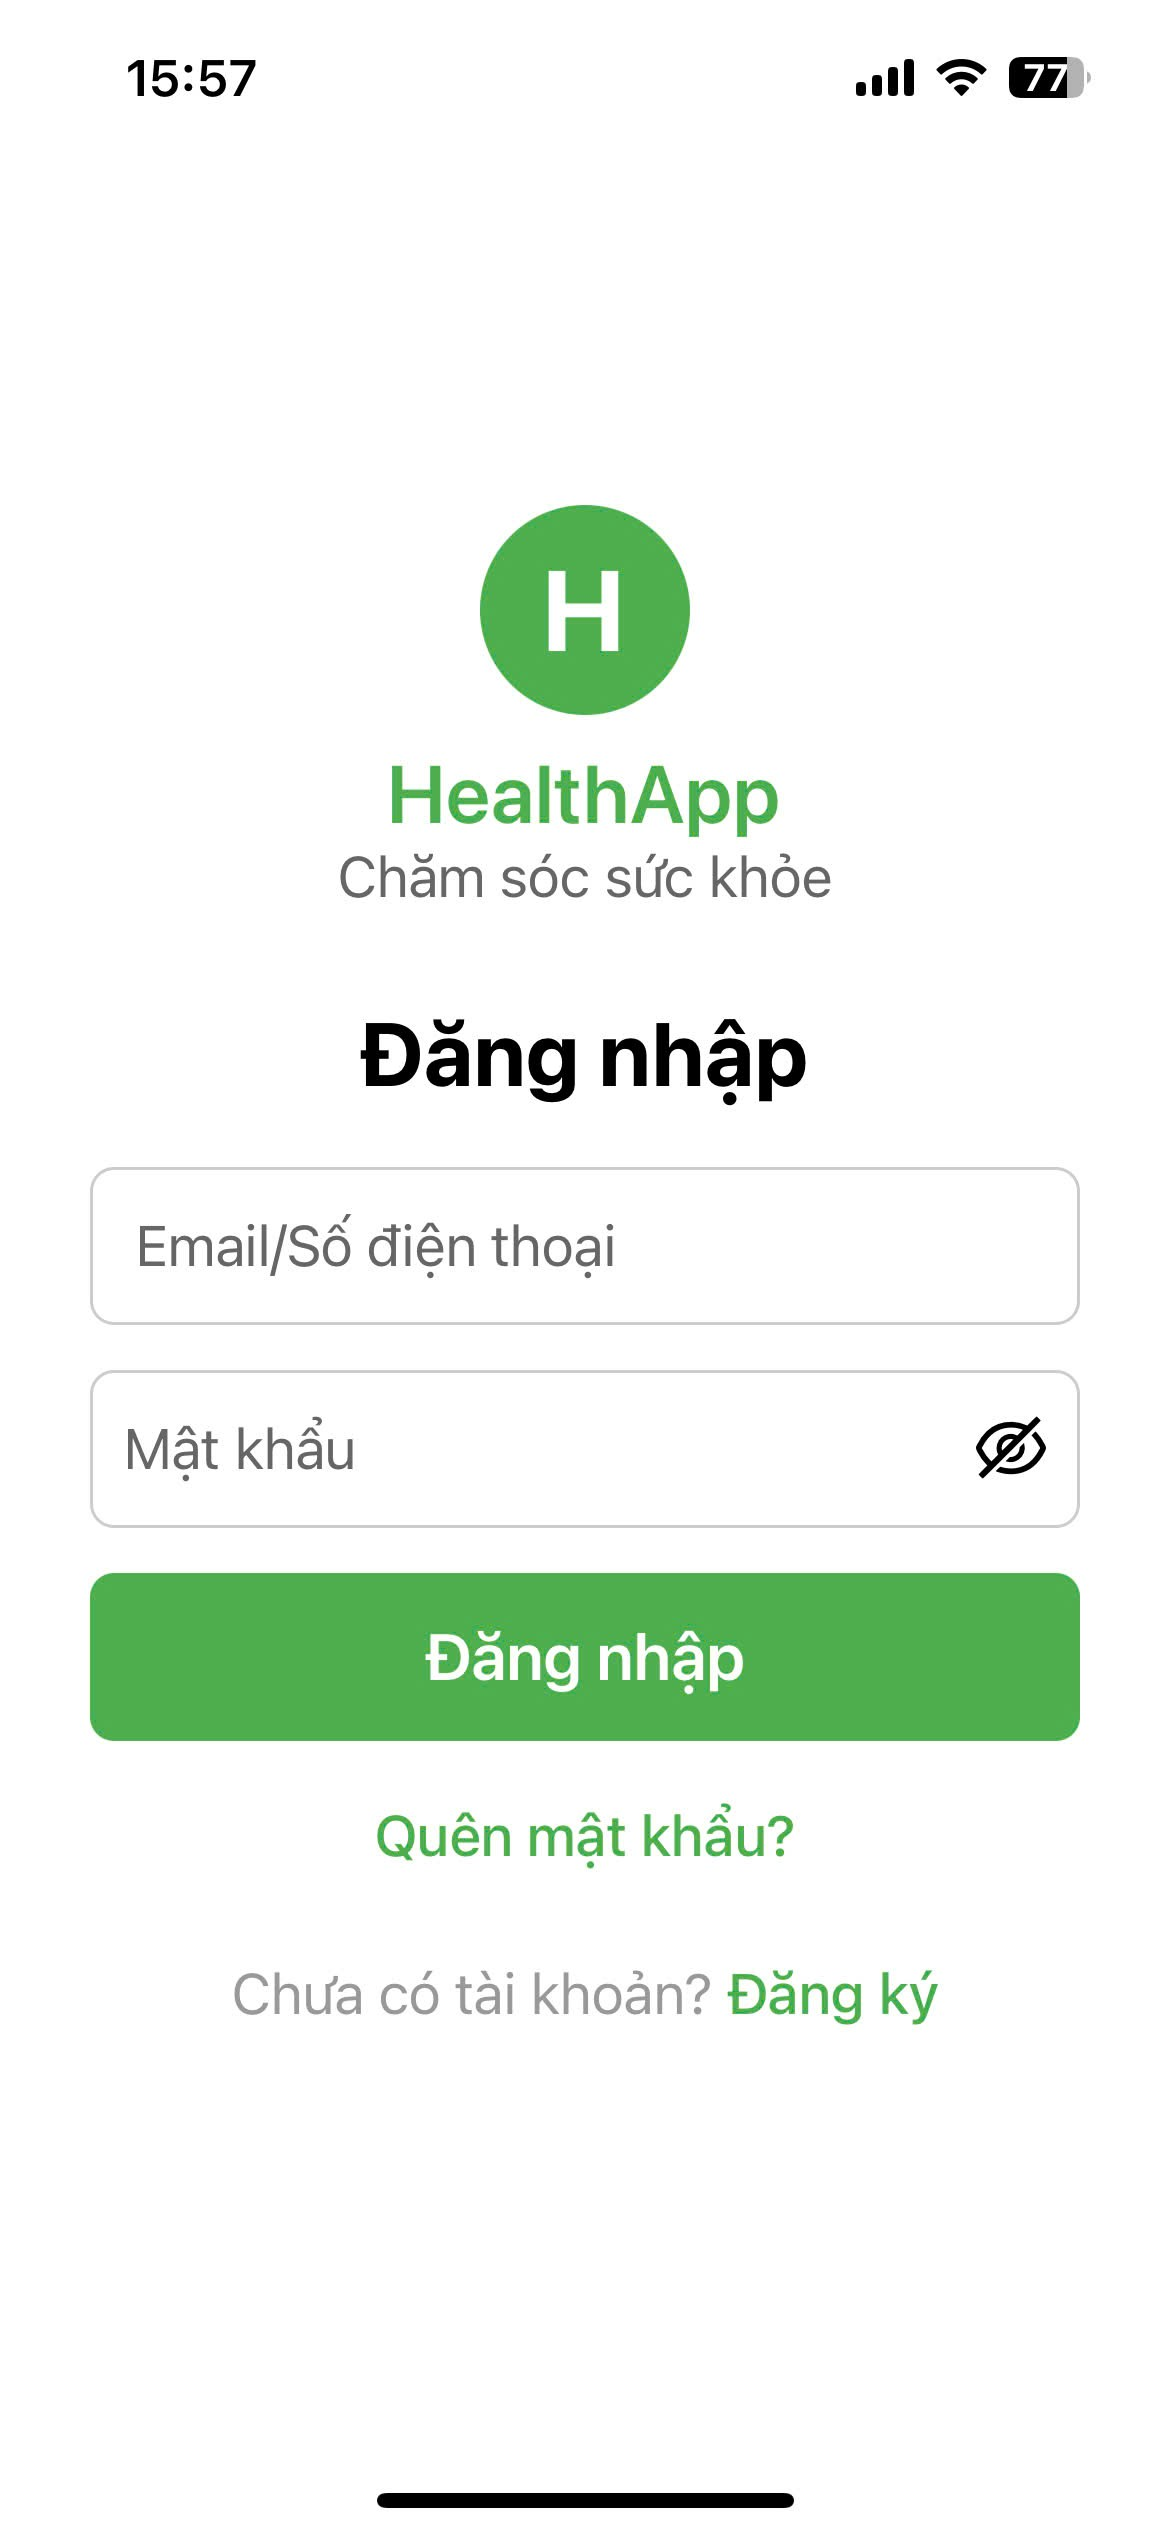 15:57
77
H
HealthApp
Chăm sóc sức khỏe
Đăng nhập
Email/Số điện thoại
Mật khẩu
Đăng nhập
Quên mật khẩu?
Chưa có tài khoản? Đăng ký